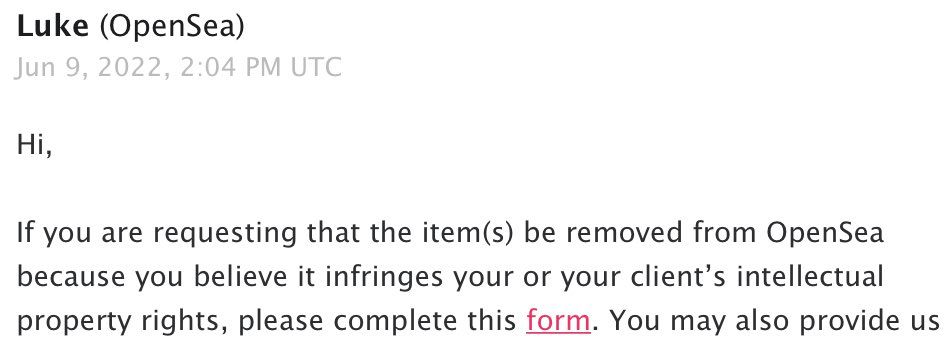 Luke (OpenSea)
Jun 9, 2022, 2:04 PM UTC
Hi,
If you are requesting that the item(s) be removed from OpenSea
because you believe it infringes your or your client’s intellectual
property rights, please complete this form. You may also provide us